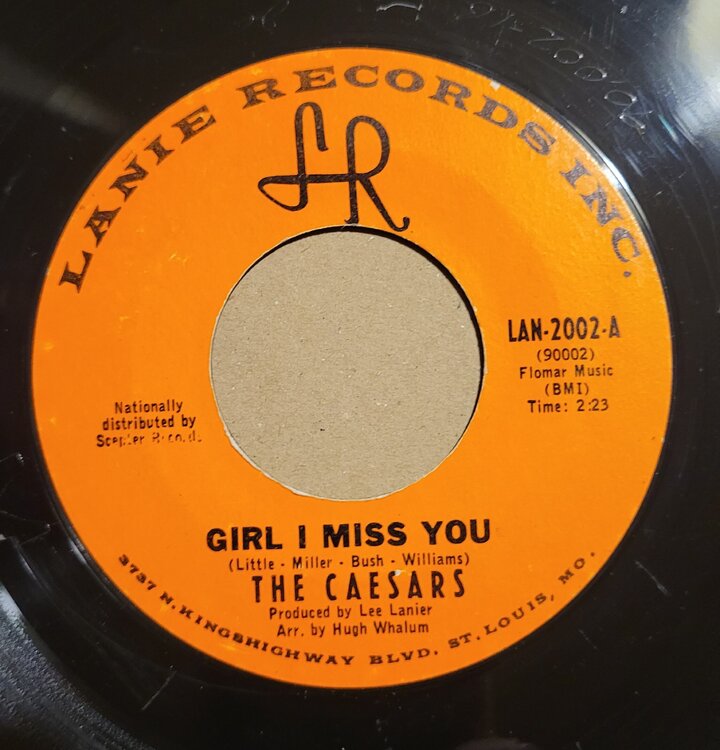 LANIE RECORDS INC.
LR
LAN-2002-A
(90002)
Flomar Music
(BMI)
Time: 2:23
Nationally
distributed by
Scepter Records
GIRL I MISS YOU
(Little - Miller - Bush - Williams)
THE CAESARS
Produced by Lee Lanier
Arr. by Hugh Whalum
3737 N. KINGSHIGHWAY BLVD. ST. LOUIS, MO.